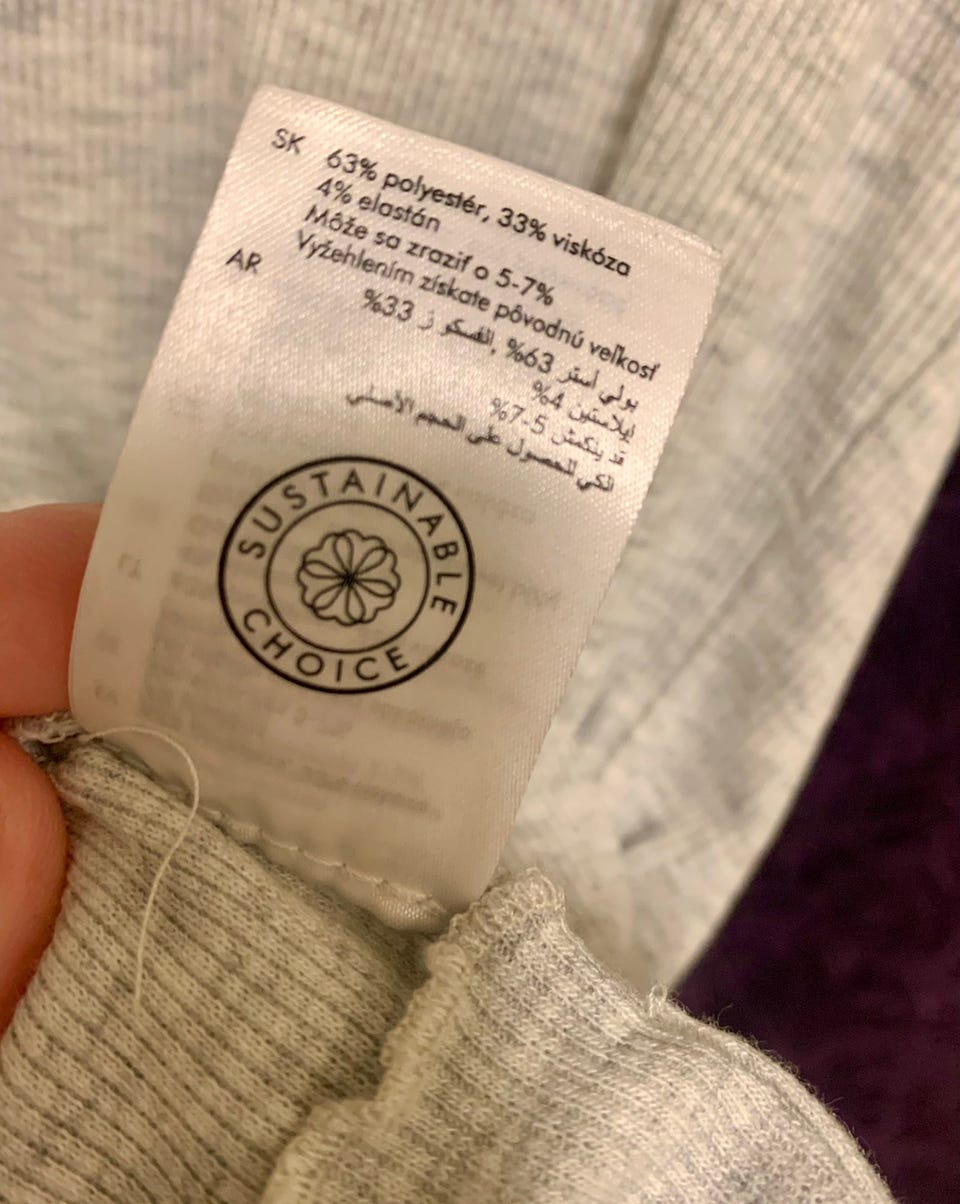 SK 63% polyestér, 33% viskóza
4% elastán
Môže sa zraziť o 5-7%
Vyžehlením získate pôvodnú veľkosť
AR بولي أستر 63%, الفسكوز 33%
إيلاستين 4%
قد ينكمش 5-7%
الكي للحصول على الحجم الأصلي
SUSTAINABLE
CHOICE